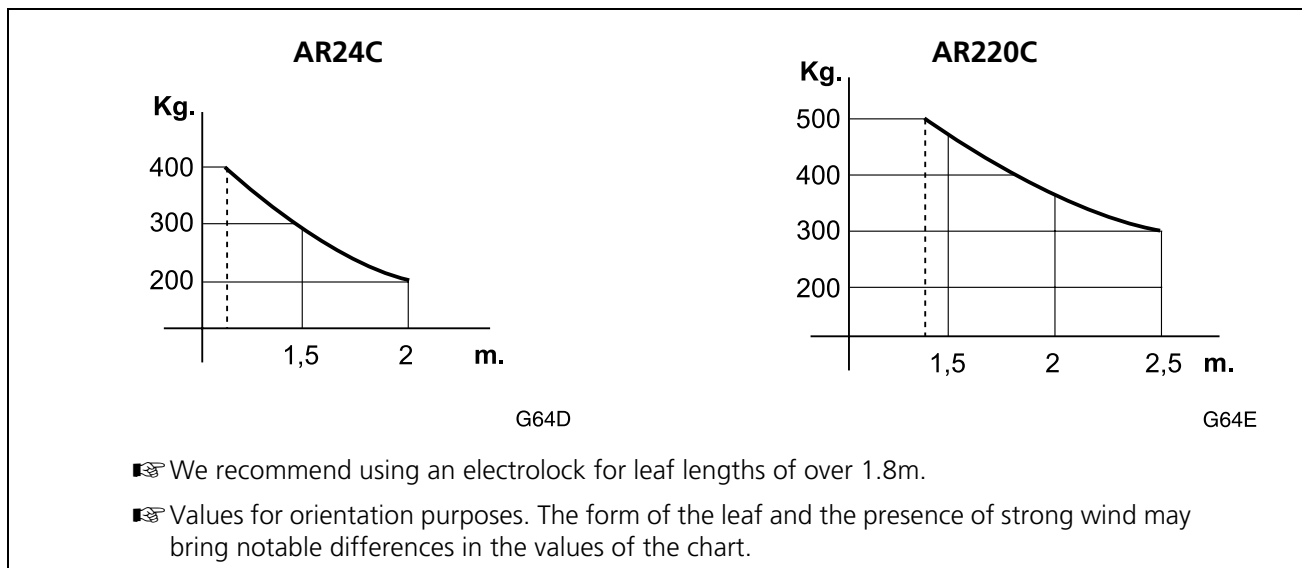 AR24C
Kg.
400
300
200
1,5 2 m.
G64D
AR220C
Kg.
500
400
300
200
1,5 2 2,5 m.
G64E
☞ We recommend using an electrolock for leaf lengths of over 1.8m.
☞ Values for orientation purposes. The form of the leaf and the presence of strong wind may
bring notable differences in the values of the chart.